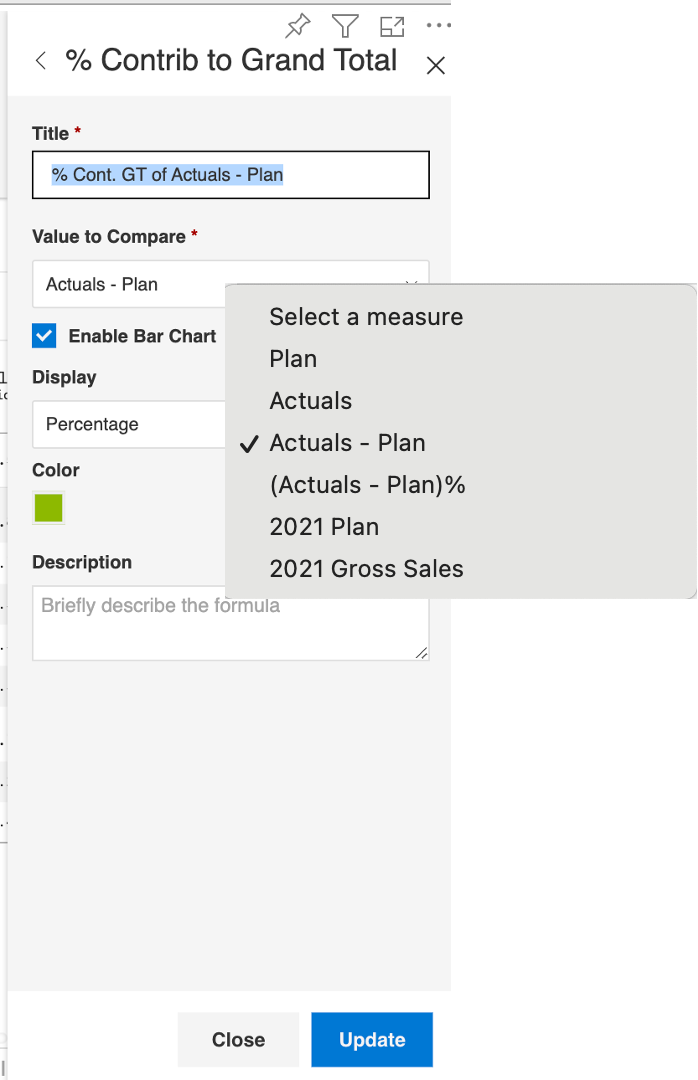 % Contrib to Grand Total
Title *
% Cont. GT of Actuals - Plan
Value to Compare *
Actuals - Plan
Select a measure
Plan
Actuals
✓ Actuals - Plan
(Actuals - Plan)%
2021 Plan
2021 Gross Sales
Enable Bar Chart
Display
Percentage
Color
Description
Briefly describe the formula
Close
Update